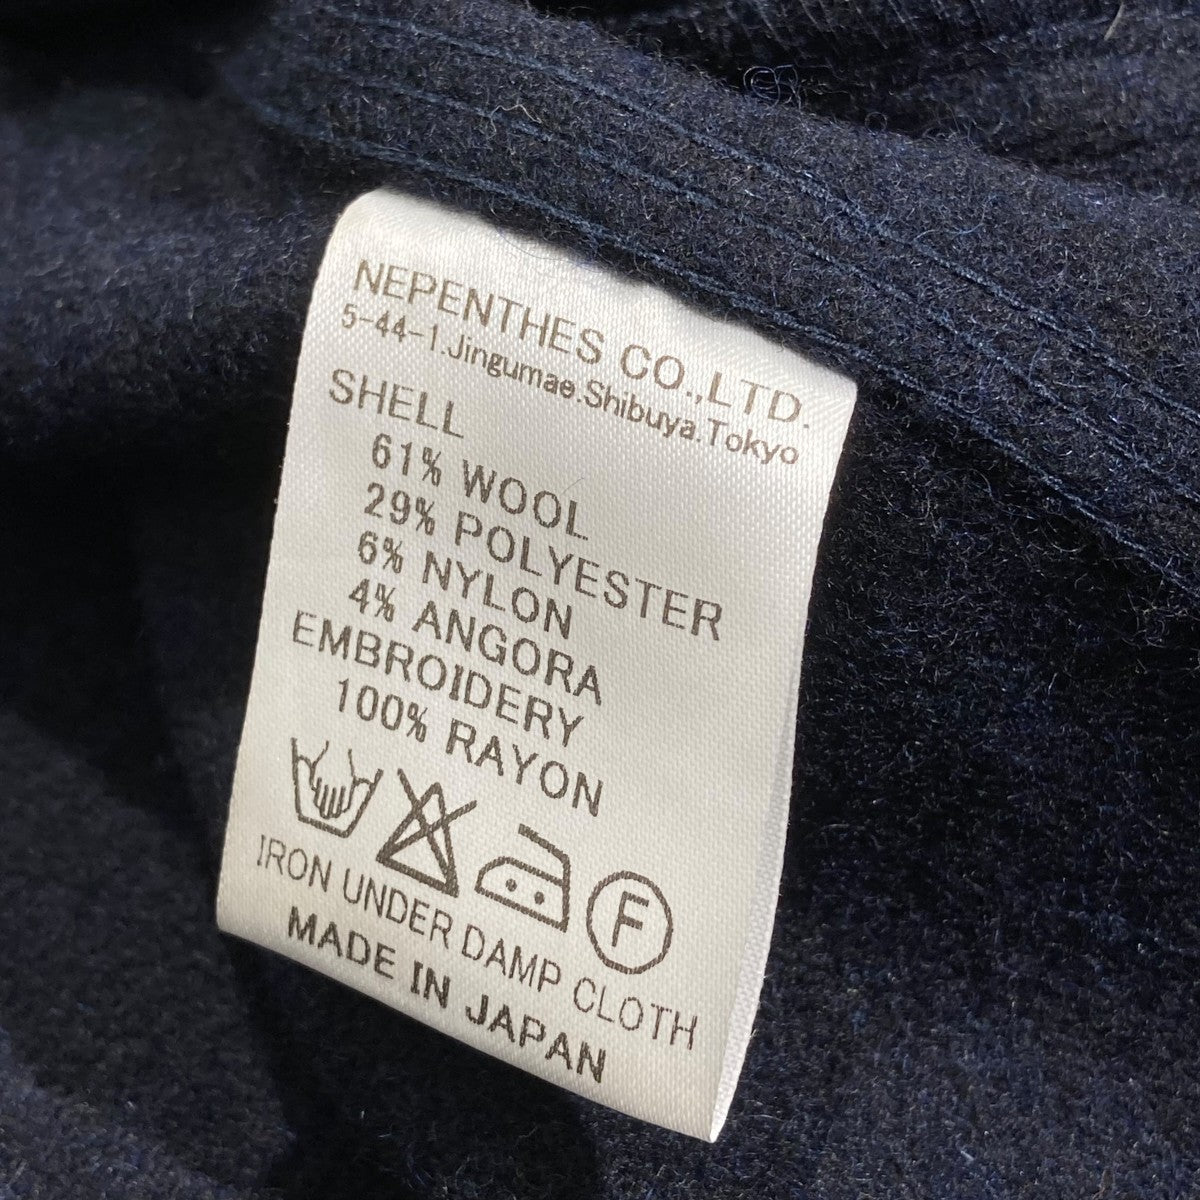 NEPENTHES CO.,LTD.
5-44-1.Jingumae.Shibuya.Tokyo
SHELL
61% WOOL
29% POLYESTER
6% NYLON
4% ANGORA
EMBROIDERY
100% RAYON
F
IRON UNDER DAMP CLOTH
MADE IN JAPAN